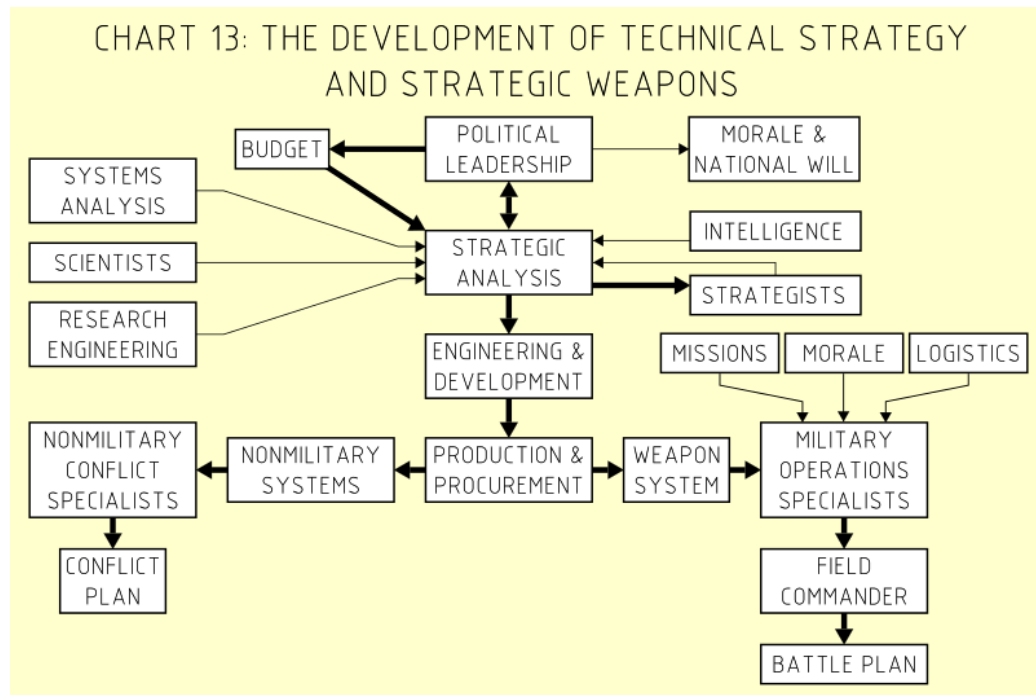 CHART 13: THE DEVELOPMENT OF TECHNICAL STRATEGY
AND STRATEGIC WEAPONS
BUDGET
POLITICAL
LEADERSHIP
MORALE &
NATIONAL WILL
SYSTEMS
ANALYSIS
SCIENTISTS
RESEARCH
ENGINEERING
STRATEGIC
ANALYSIS
INTELLIGENCE
STRATEGISTS
ENGINEERING &
DEVELOPMENT
MISSIONS
MORALE
LOGISTICS
NONMILITARY
CONFLICT
SPECIALISTS
NONMILITARY
SYSTEMS
PRODUCTION &
PROCUREMENT
WEAPON
SYSTEM
MILITARY
OPERATIONS
SPECIALISTS
CONFLICT
PLAN
FIELD
COMMANDER
BATTLE PLAN